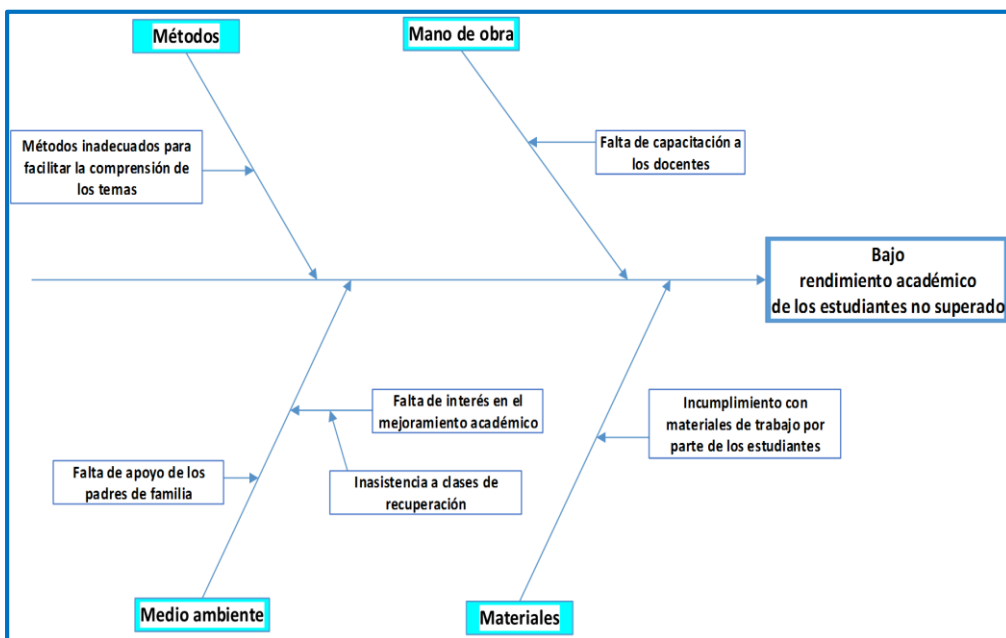 Métodos
Mano de obra
Métodos inadecuados para
facilitar la comprensión de
los temas
Falta de capacitación a
los docentes
Bajo
rendimiento académico
de los estudiantes no superado
Falta de interés en el
mejoramiento académico
Incumplimiento con
materiales de trabajo por
parte de los estudiantes
Falta de apoyo de los
padres de familia
Inasistencia a clases de
recuperación
Medio ambiente
Materiales